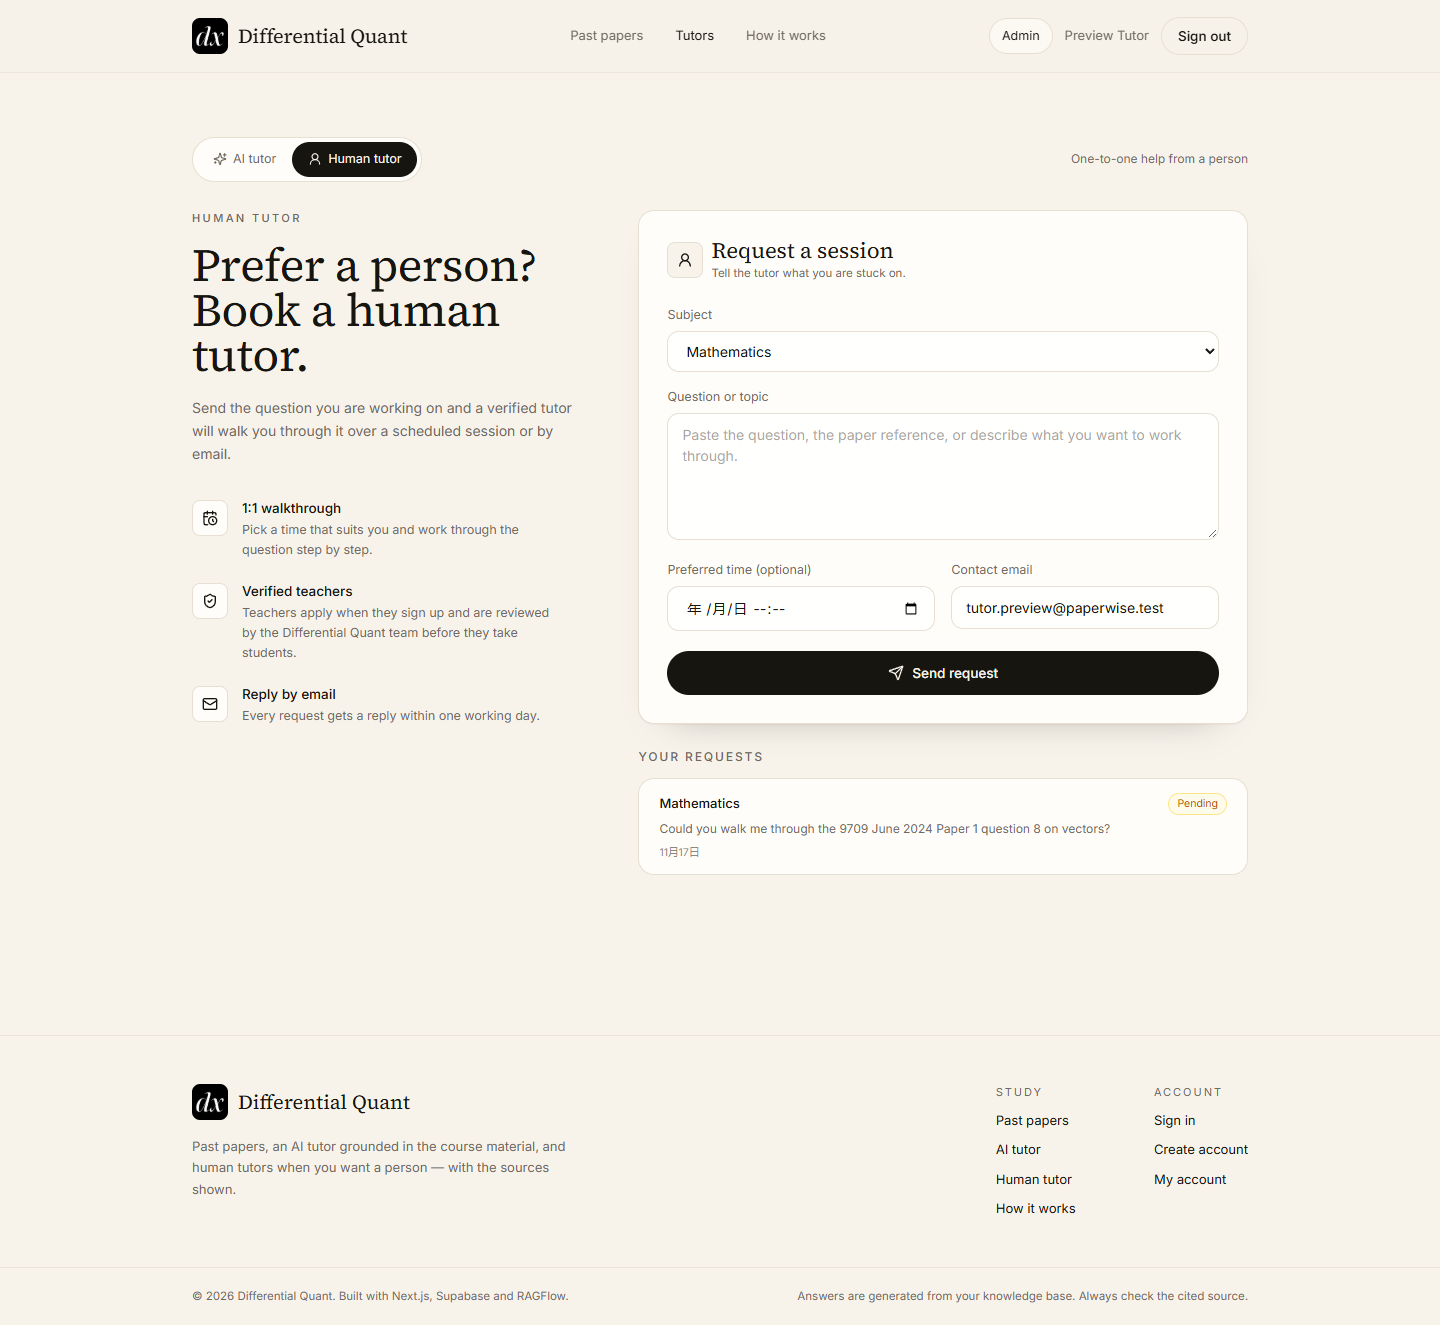 dx Differential Quant
Past papers
Tutors
How it works
Admin
Preview Tutor
Sign out
AI tutor
Human tutor
One-to-one help from a person
HUMAN TUTOR
Prefer a person?
Book a human
tutor.
Send the question you are working on and a verified tutor
will walk you through it over a scheduled session or by
email.
1:1 walkthrough
Pick a time that suits you and work through the
question step by step.
Verified teachers
Teachers apply when they sign up and are reviewed
by the Differential Quant team before they take
students.
Reply by email
Every request gets a reply within one working day.
Request a session
Tell the tutor what you are stuck on.
Subject
Mathematics
Question or topic
Paste the question, the paper reference, or describe what you want to work
through.
Preferred time (optional)
年 /月/日 --:--
Contact email
tutor.preview@paperwise.test
Send request
YOUR REQUESTS
Mathematics
Pending
Could you walk me through the 9709 June 2024 Paper 1 question 8 on vectors?
11月17日
dx Differential Quant
Past papers, an AI tutor grounded in the course material, and
human tutors when you want a person — with the sources
shown.
STUDY
Past papers
AI tutor
Human tutor
How it works
ACCOUNT
Sign in
Create account
My account
© 2026 Differential Quant. Built with Next.js, Supabase and RAGFlow.
Answers are generated from your knowledge base. Always check the cited source.